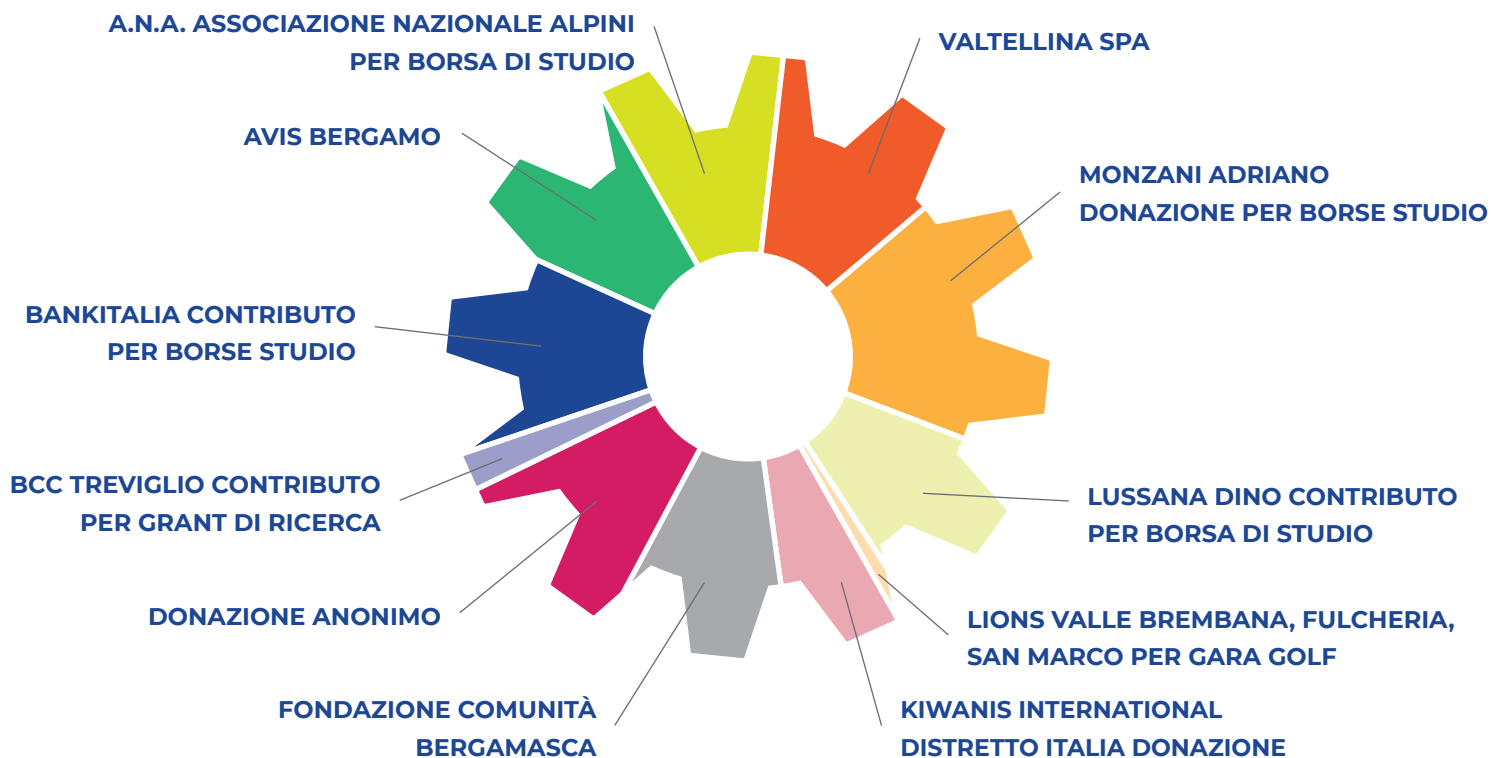 A.N.A. ASSOCIAZIONE NAZIONALE ALPINI
PER BORSA DI STUDIO
VALTELLINA SPA
AVIS BERGAMO
MONZANI ADRIANO
DONAZIONE PER BORSE STUDIO
BANKITALIA CONTRIBUTO
PER BORSE STUDIO
BCC TREVIGLIO CONTRIBUTO
PER GRANT DI RICERCA
LUSSANA DINO CONTRIBUTO
PER BORSA DI STUDIO
DONAZIONE ANONIMO
LIONS VALLE BREMBANA, FULCHERIA,
SAN MARCO PER GARA GOLF
FONDAZIONE COMUNITÀ
BERGAMASCA
KIWANIS INTERNATIONAL
DISTRETTO ITALIA DONAZIONE